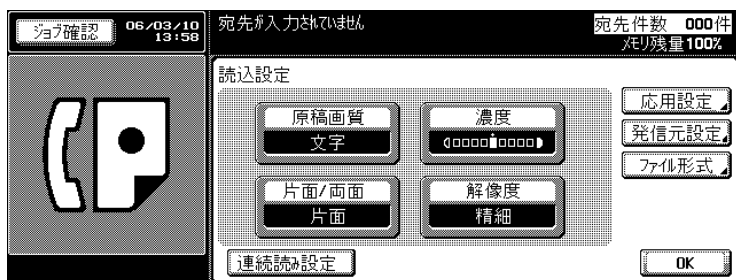 ジョブ確認
06/03/10
13:58
宛先が入力されていません
宛先件数 000件
メモリ残量100%
読込設定
原稿画質
文字
濃度
片面/両面
片面
解像度
精細
応用設定
発信元設定
ファイル形式
連続読み設定
OK